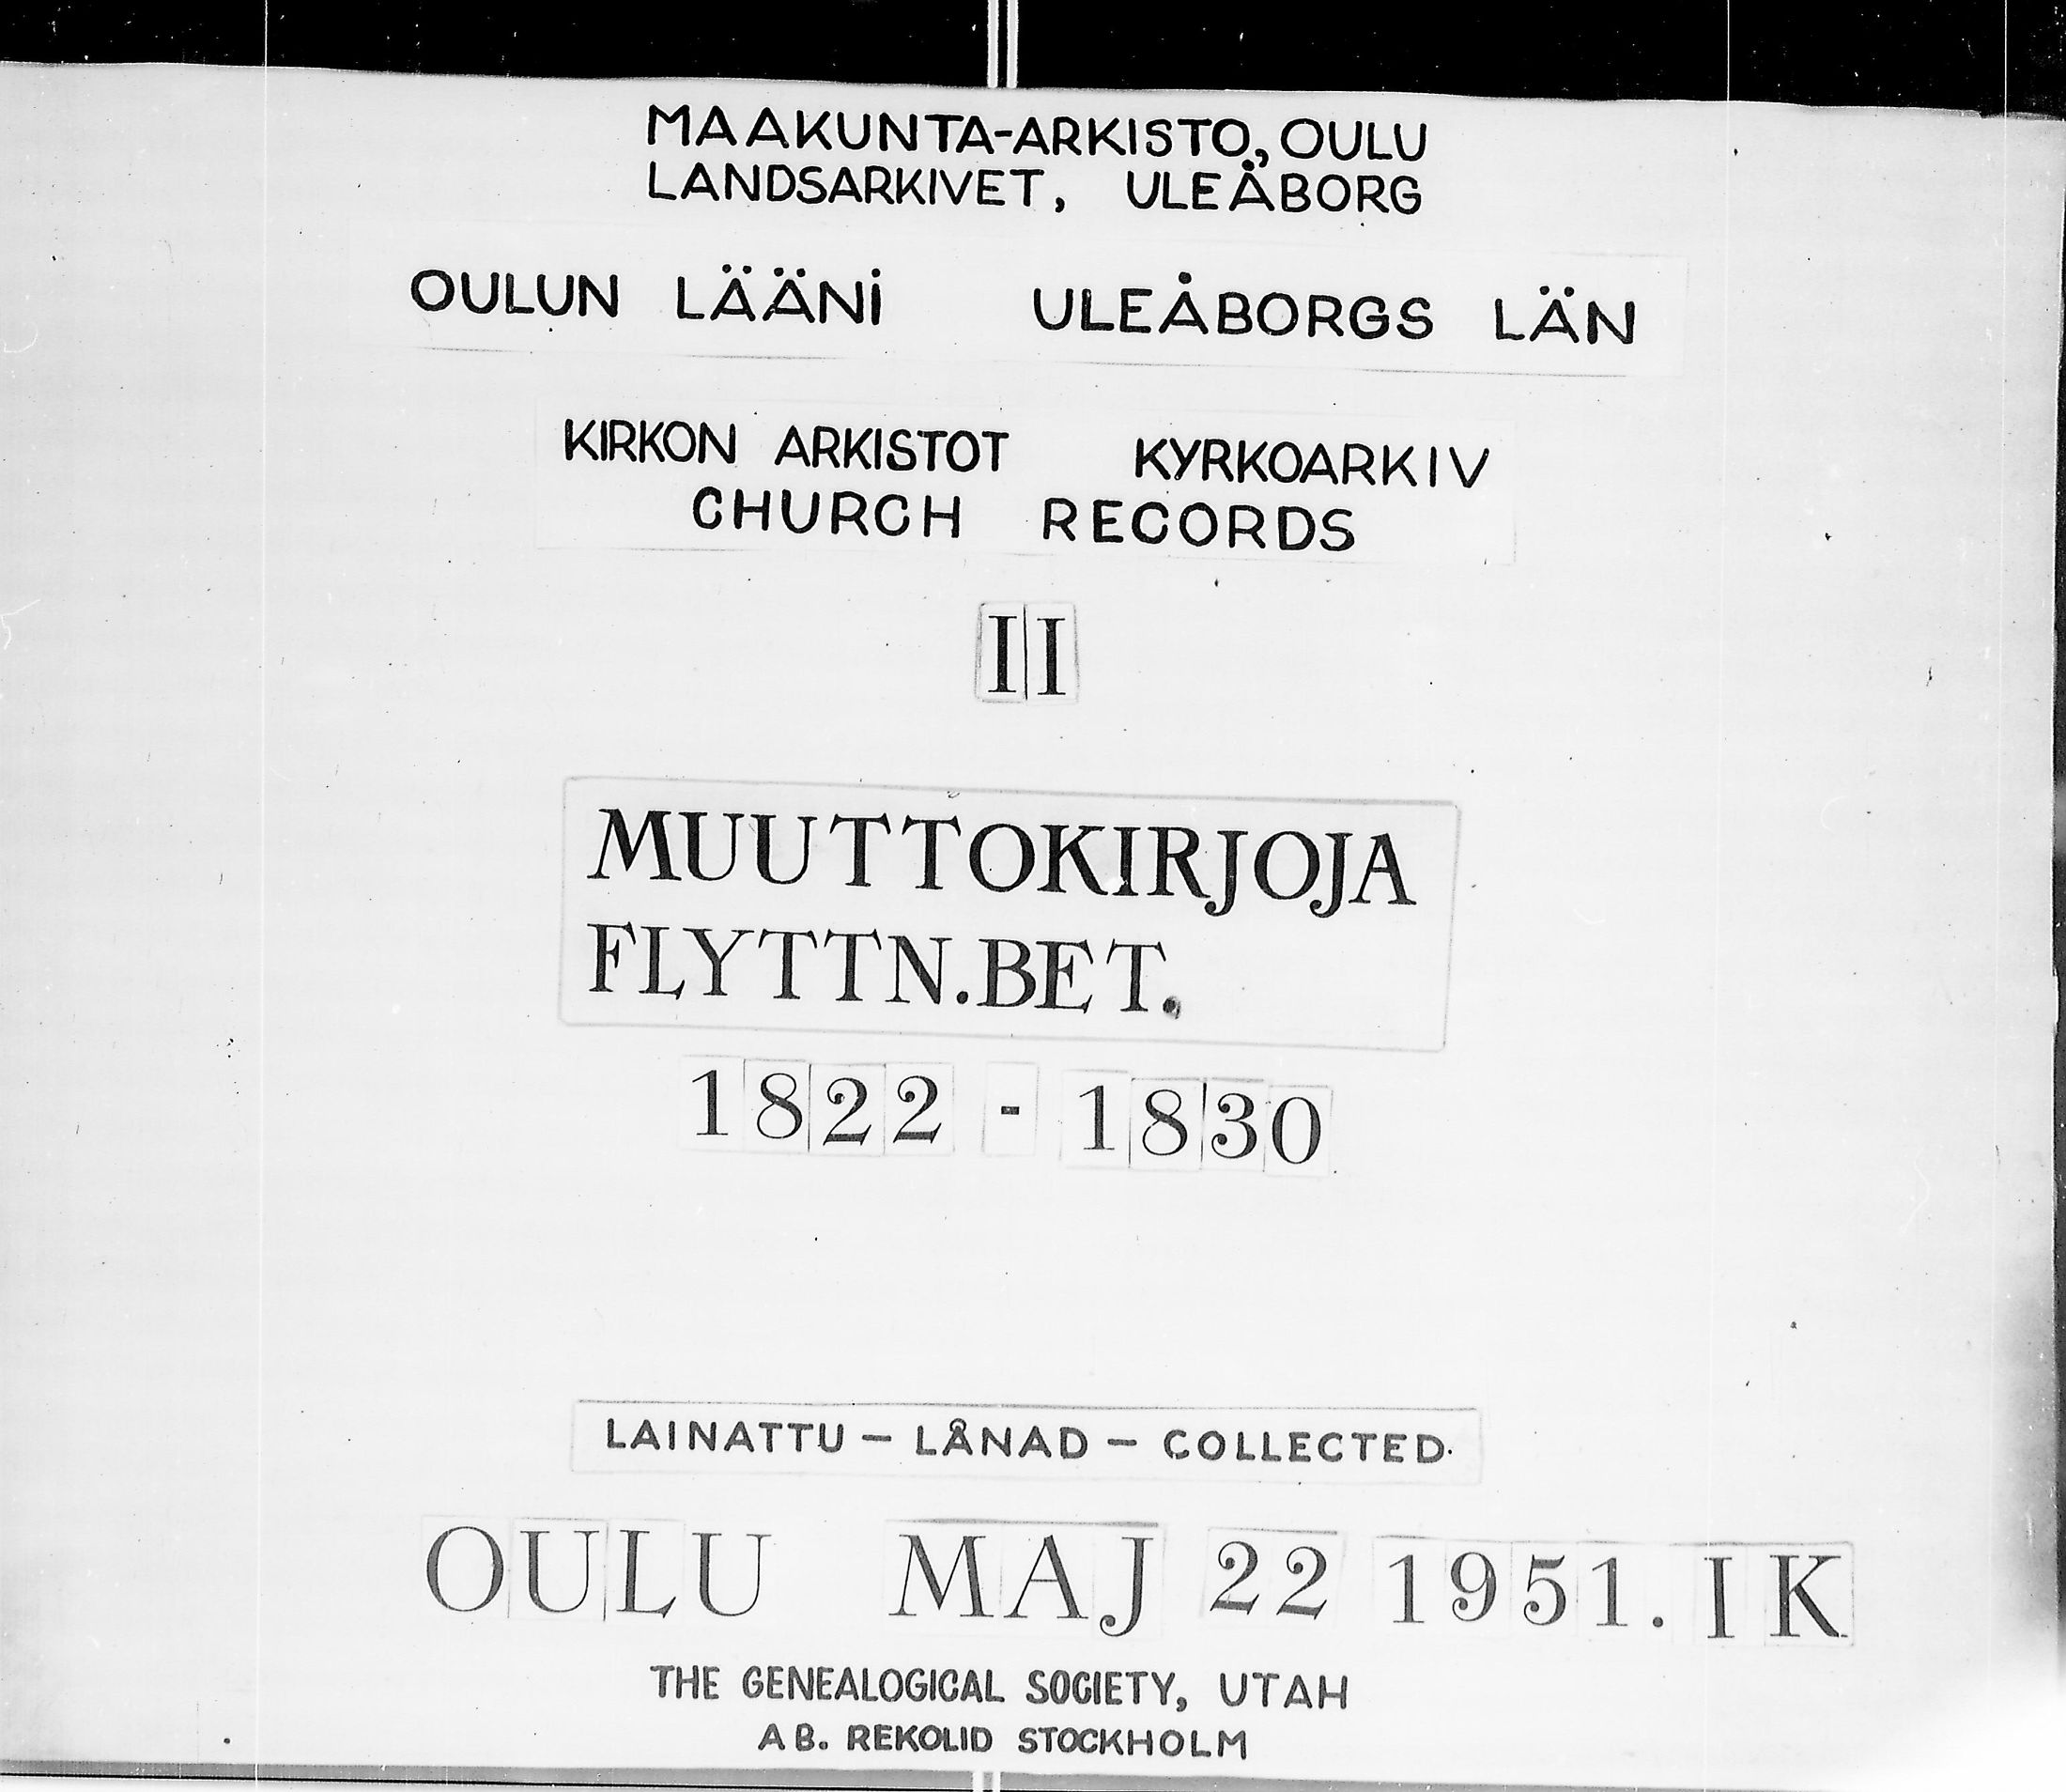 MAAKUNTA-ARKISTO, OULU
LANDSARKIVET, ULEÅBORG
OULUN LÄÄNI ULEÅBORGS LÄN
KIRKON ARKISTOT KYRKOARKIV
CHURCH RECORDS
II
MUUTTOKIRJOJA
FLYTTN.BET.
1822 - 1830
LAINATTU - LÅNAD - COLLECTED
OULU MAJ 22 1951. IK
THE GENEALOGICAL SOCIETY, UTAH
AB. REKOLID STOCKHOLM